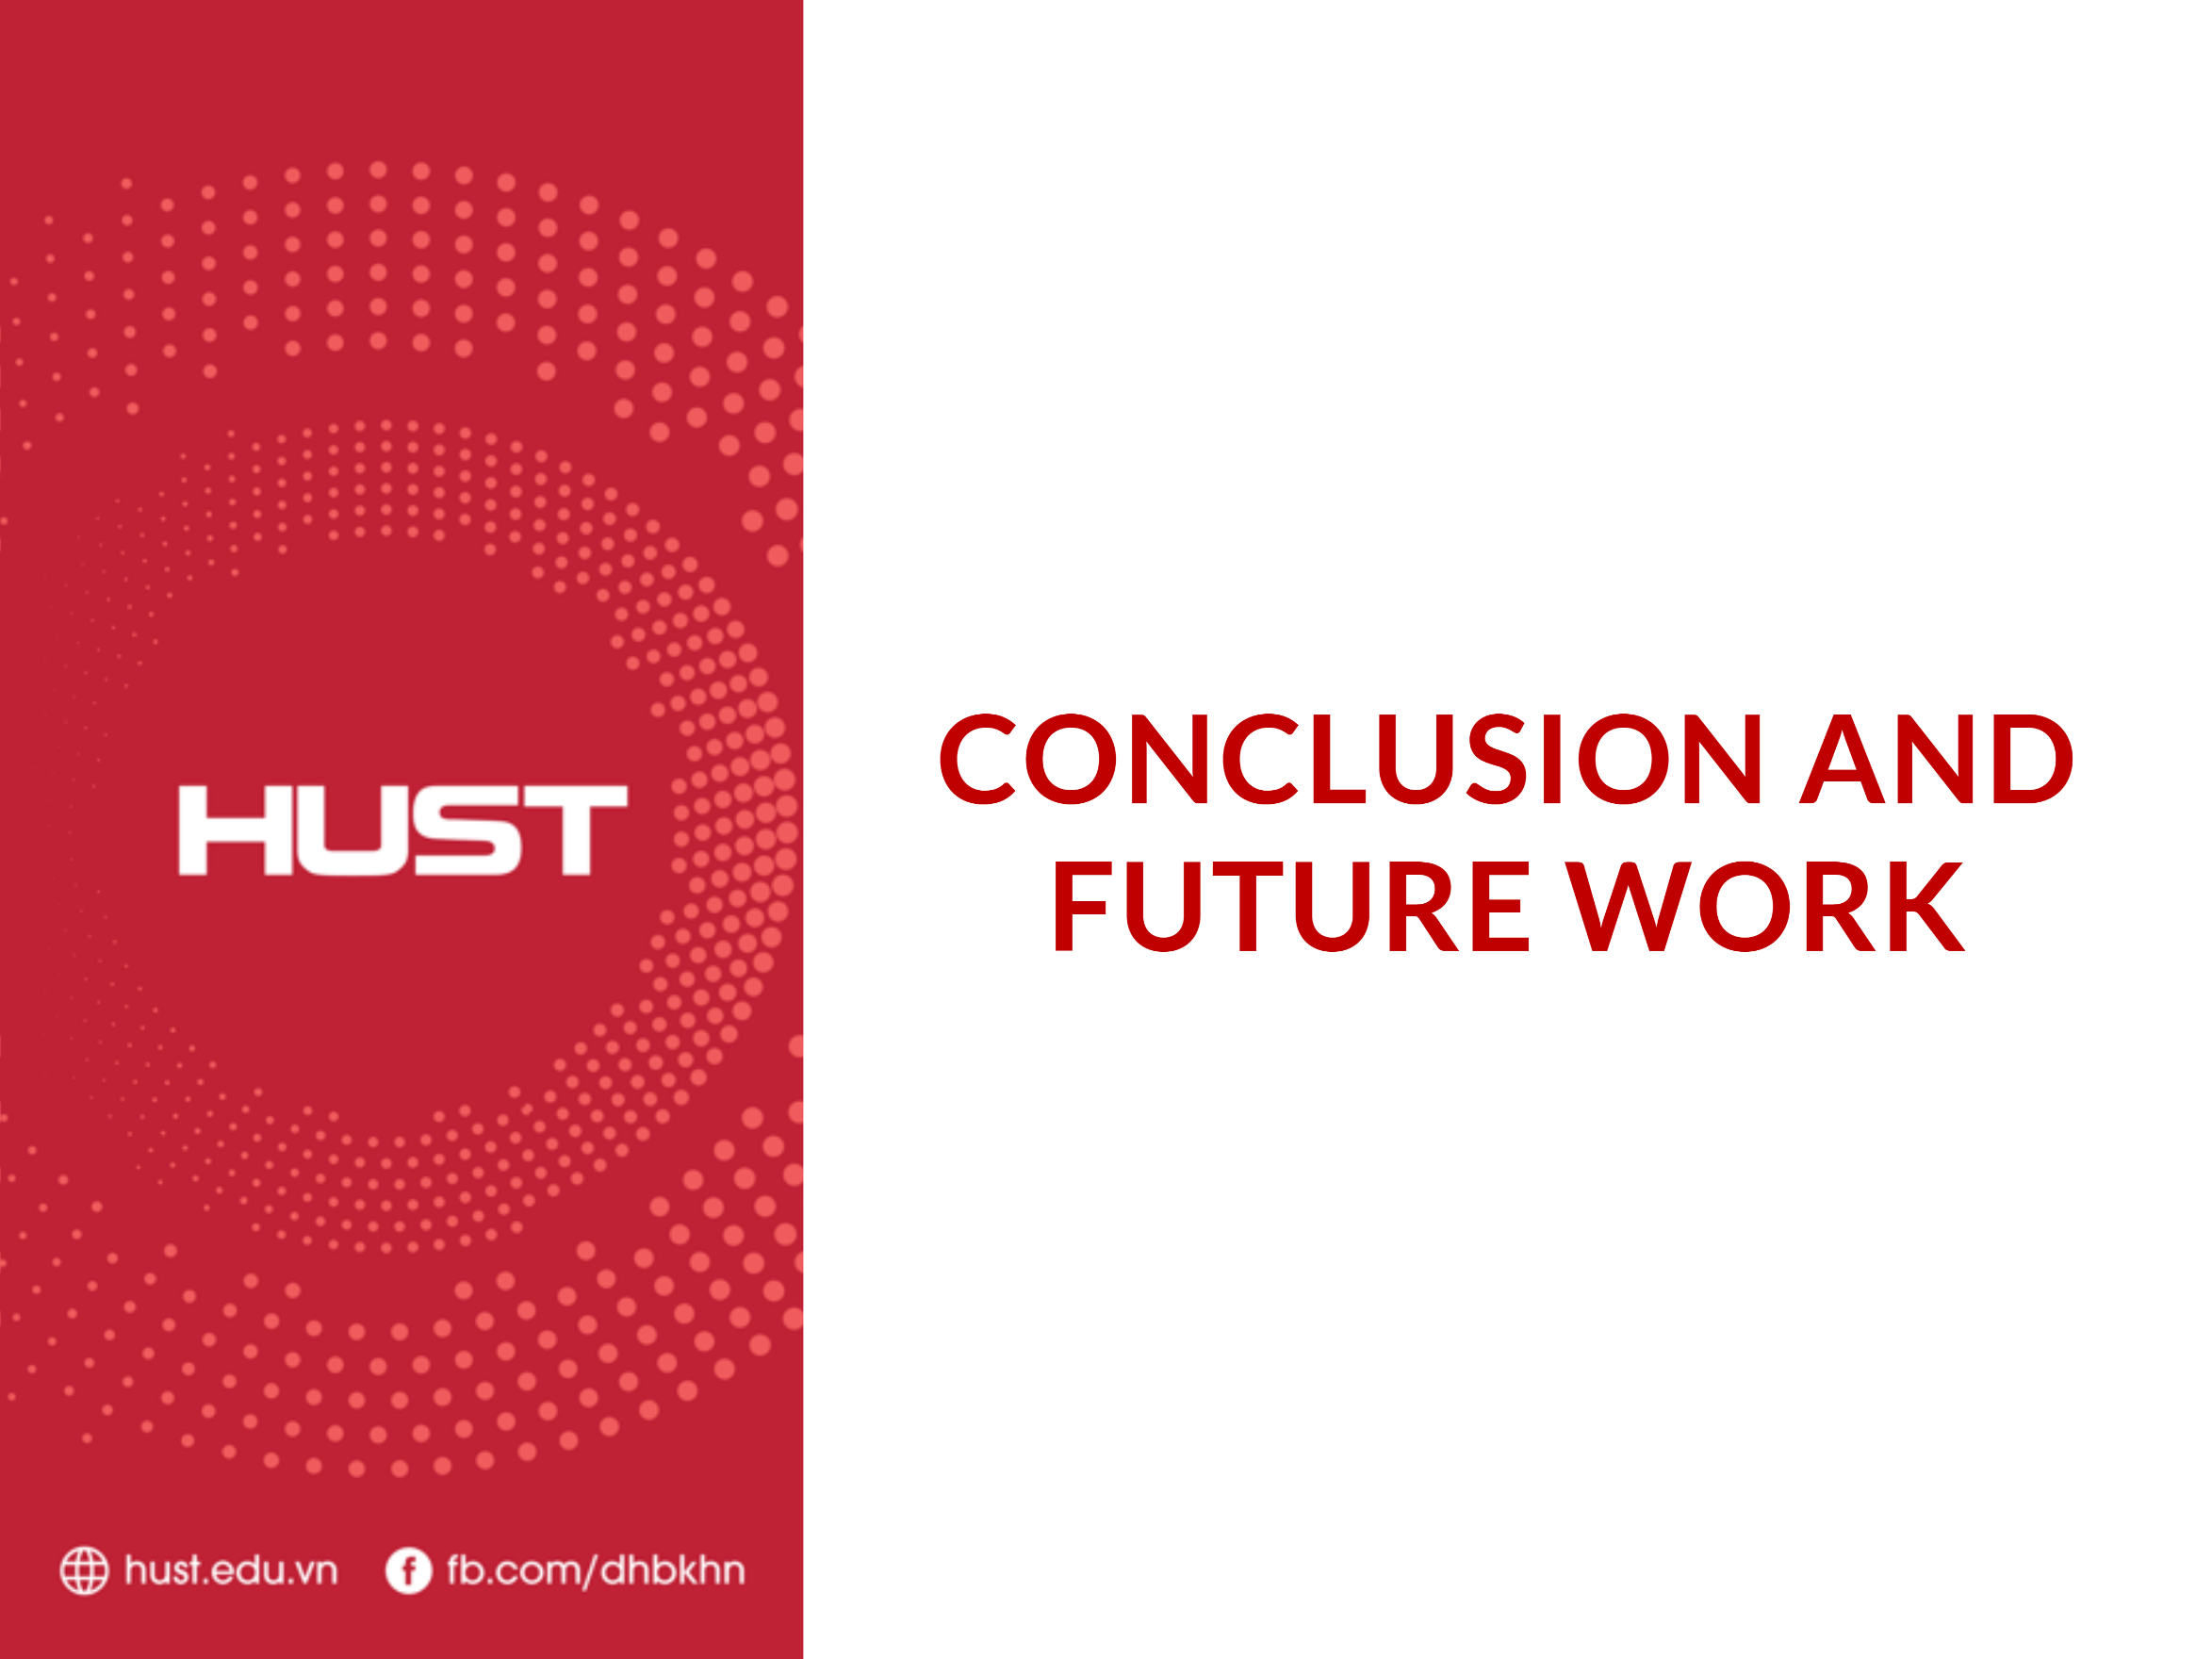 HUST
hust.edu.vn
fb.com/dhbkhn
CONCLUSION AND
FUTURE WORK